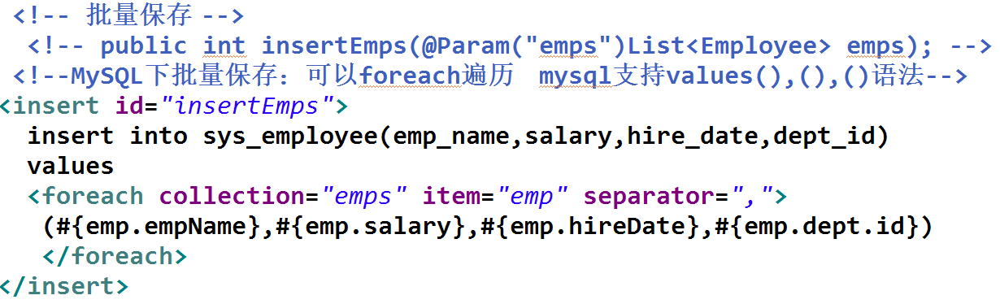 <!-- 批量保存 -->
<!-- public int insertEmps(@Param("emps")List<Employee> emps); -->
<!--MySQL下批量保存：可以foreach遍历  mysql支持values(),(),()语法-->
<insert id="insertEmps">
insert into sys_employee(emp_name,salary,hire_date,dept_id)
values
<foreach collection="emps" item="emp" separator=",">
(#{emp.empName},#{emp.salary},#{emp.hireDate},#{emp.dept.id})
</foreach>
</insert>